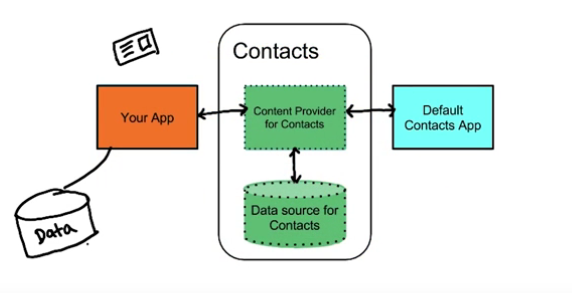 Contacts
Your App
Content Provider
for Contacts
Default
Contacts App
Data source for
Contacts
Data